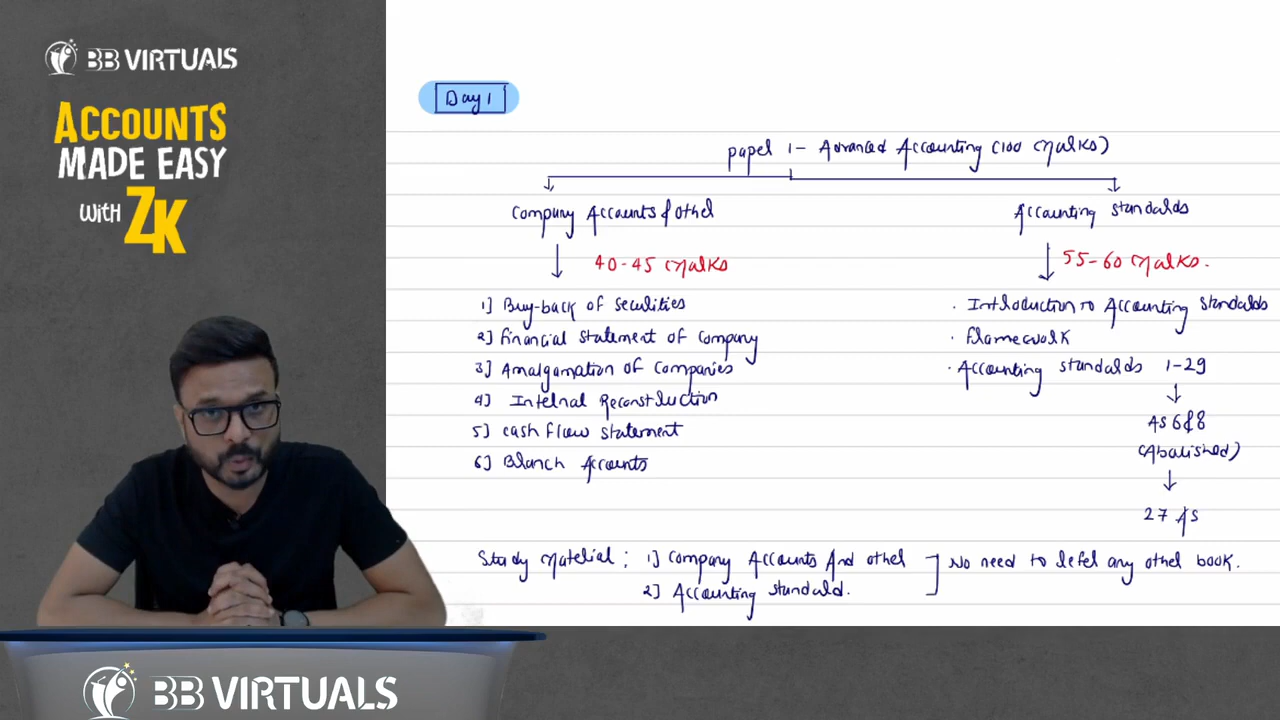 BB VIRTUALS
ACCOUNTS
MADE EASY
WITH ZK
Day 1
Paper 1- Advanced Accounting (100 Marks)
Company Accounts & Other
Accounting standards
40-45 Marks
55-60 Marks.
1] Buy-back of securities
2] Financial Statement of Company
3] Amalgamation of Companies
4] Internal Reconstruction
5] Cash flow statement
6] Branch Accounts
· Introduction to Accounting standards
· Framework
· Accounting standards 1-29
AS 6 & 8
(Abolished)
27 AS
Study Material : 1] Company Accounts And other
2] Accounting standard.
No need to refer any other book.
BB VIRTUALS